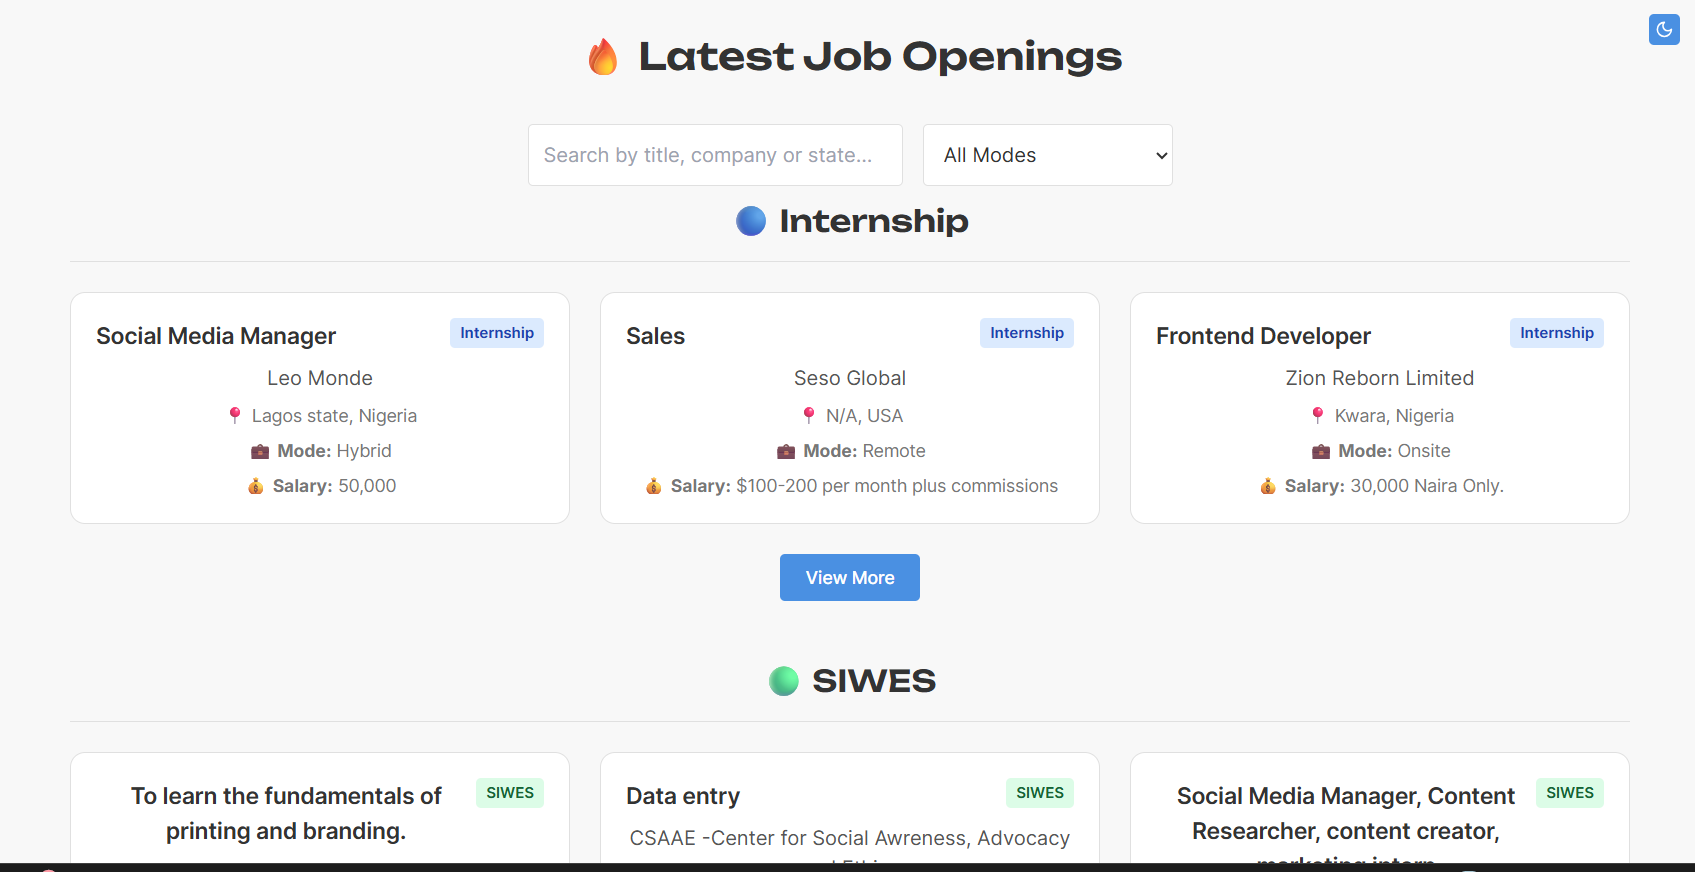 🔥 Latest Job Openings
Search by title, company or state...
All Modes
🔵 Internship
Social Media Manager
Internship
Leo Monde
📍 Lagos state, Nigeria
💼 Mode: Hybrid
💰 Salary: 50,000
Sales
Internship
Seso Global
📍 N/A, USA
💼 Mode: Remote
💰 Salary: $100-200 per month plus commissions
Frontend Developer
Internship
Zion Reborn Limited
📍 Kwara, Nigeria
💼 Mode: Onsite
💰 Salary: 30,000 Naira Only.
View More
🟢 SIWES
To learn the fundamentals of
printing and branding.
SIWES
Data entry
SIWES
CSAAE -Center for Social Awreness, Advocacy
Social Media Manager, Content
Researcher, content creator,
marketing intern
SIWES